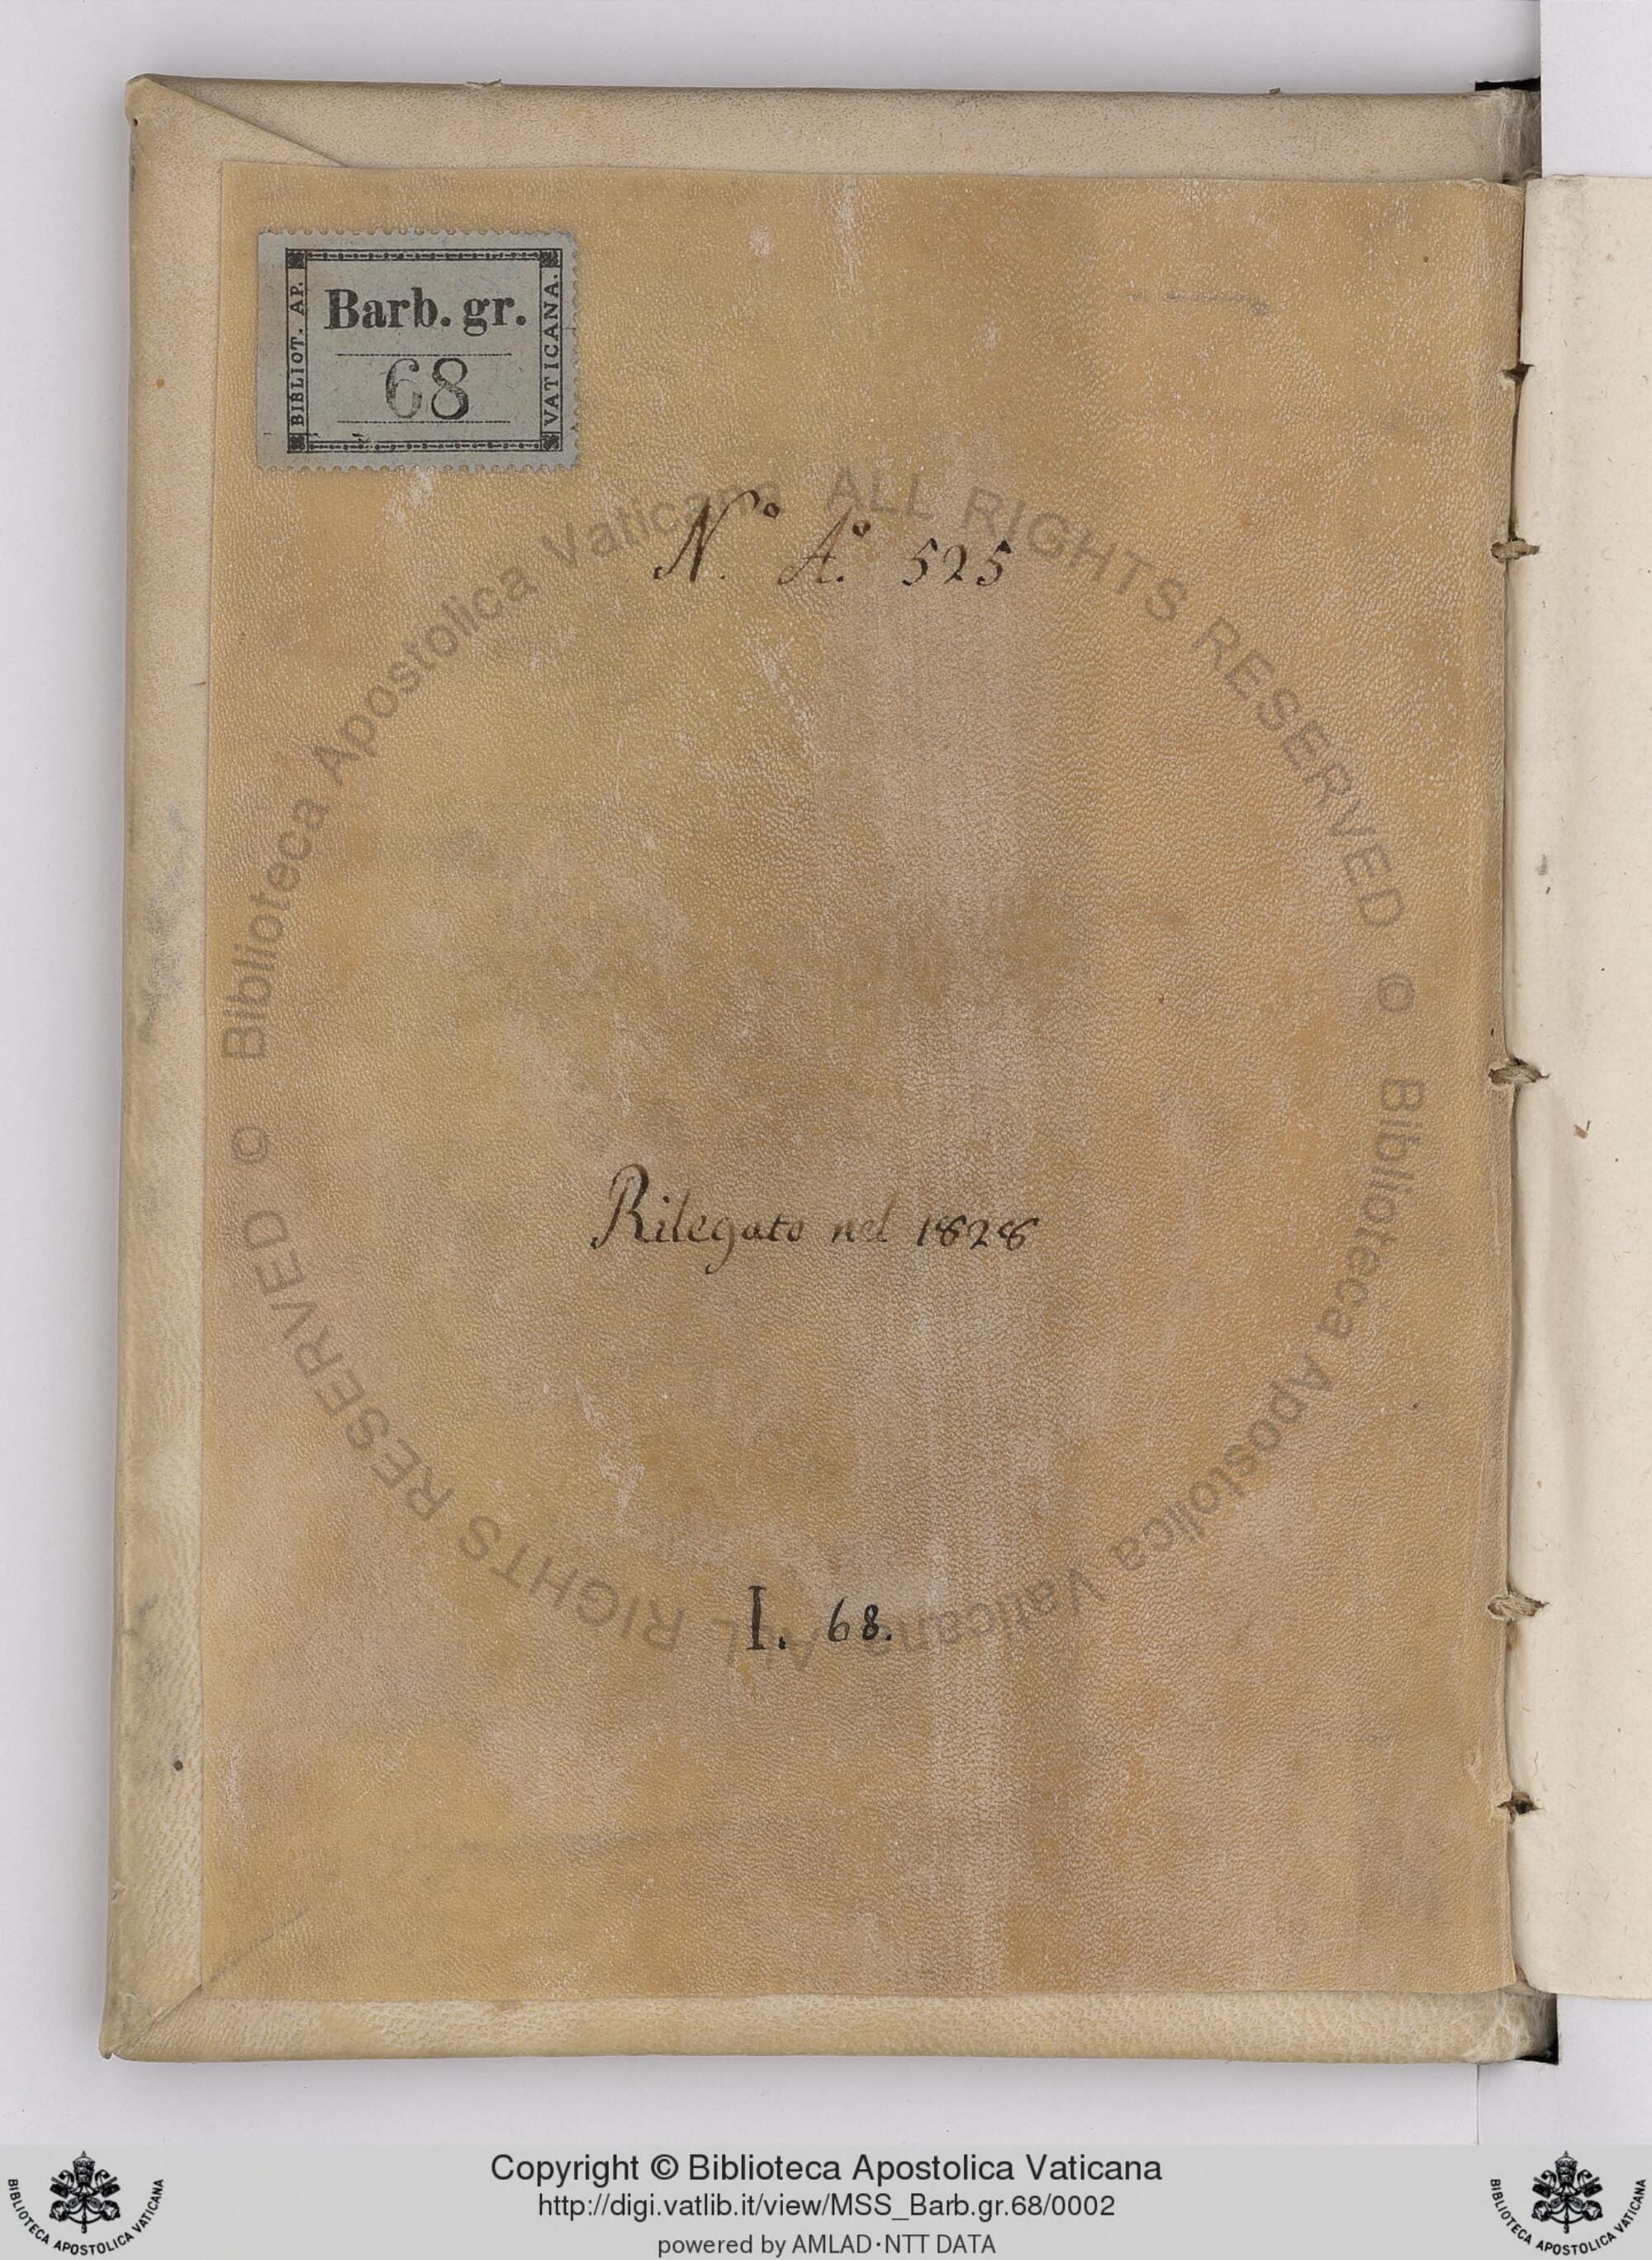 BIBLIOT. AP.
Barb. gr.
68
VATICANA.
N.º A.º 525
Rilegato nel 1828
I. 68.
Biblioteca Apostolica Vaticana ALL RIGHTS RESERVED © Biblioteca Apostolica Vaticana ALL RIGHTS RESERVED ©
Copyright © Biblioteca Apostolica Vaticana
http://digi.vatlib.it/view/MSS_Barb.gr.68/0002
powered by AMLAD·NTT DATA
BIBLIOTECA APOSTOLICA VATICANA
BIBLIOTECA APOSTOLICA VATICANA